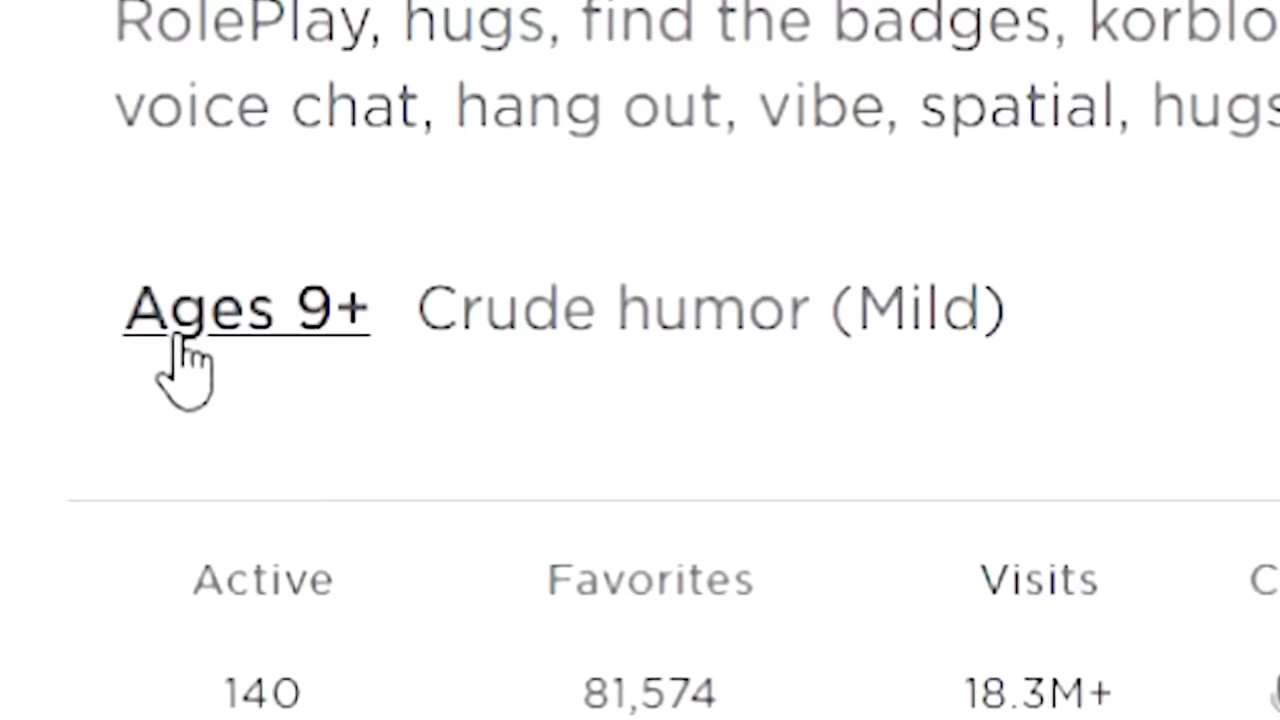 RolePlay, hugs, find the badges,
voice chat, hang out, vibe, spatial, hugs
Ages 9+ Crude humor (Mild)
Active Favorites Visits
140 81,574 18.3M+